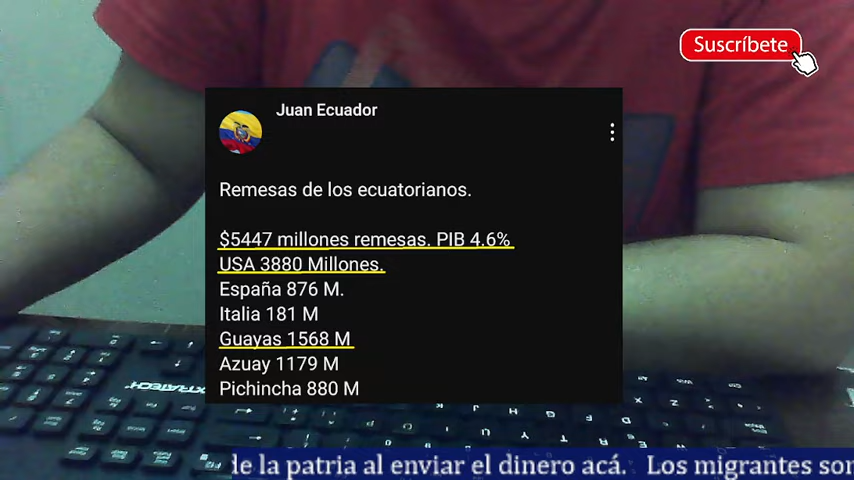 Suscríbete
Juan Ecuador
Remesas de los ecuatorianos.
$5447 millones remesas. PIB 4.6%
USA 3880 Millones.
España 876 M.
Italia 181 M
Guayas 1568 M
Azuay 1179 M
Pichincha 880 M
XTRATECH
de la patria al enviar el dinero acá. Los migrantes son